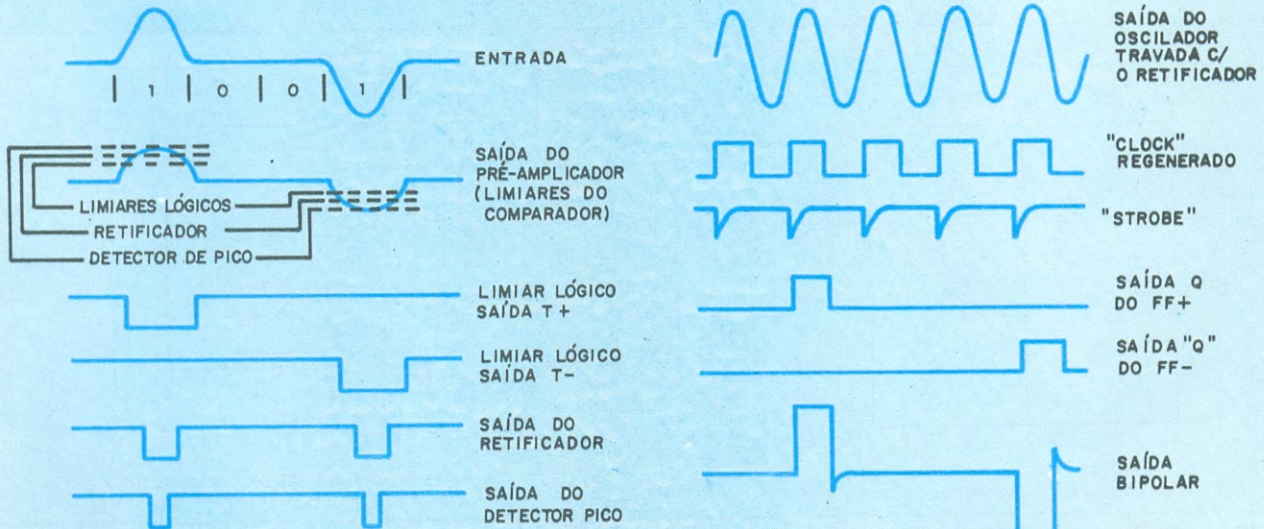 ENTRADA
1 0 0 1
SAÍDA DO
PRÉ-AMPLICADOR
(LIMIARES DO
COMPARADOR)
LIMIARES LÓGICOS
RETIFICADOR
DETECTOR DE PICO
LIMIAR LÓGICO
SAÍDA T+
LIMIAR LÓGICO
SAÍDA T-
SAÍDA DO
RETIFICADOR
SAÍDA DO
DETECTOR PICO
SAÍDA DO
OSCILADOR
TRAVADA C/
O RETIFICADOR
"CLOCK"
REGENERADO
"STROBE"
SAÍDA Q
DO FF+
SAÍDA "Q"
DO FF-
SAÍDA
BIPOLAR